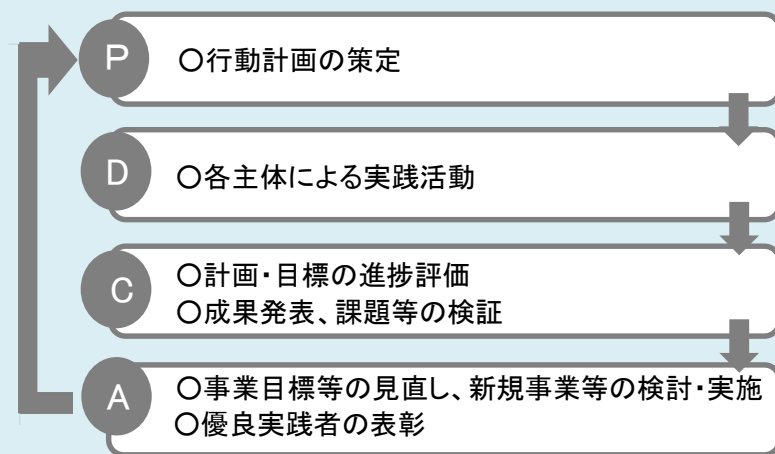 P
○行動計画の策定
D
○各主体による実践活動
C
○計画・目標の進捗評価
○成果発表、課題等の検証
A
○事業目標等の見直し、新規事業等の検討・実施
○優良実践者の表彰